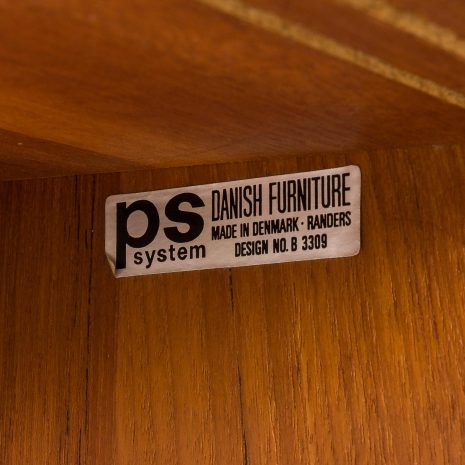 ps system
DANISH FURNITURE
MADE IN DENMARK · RANDERS
DESIGN NO. B 3309